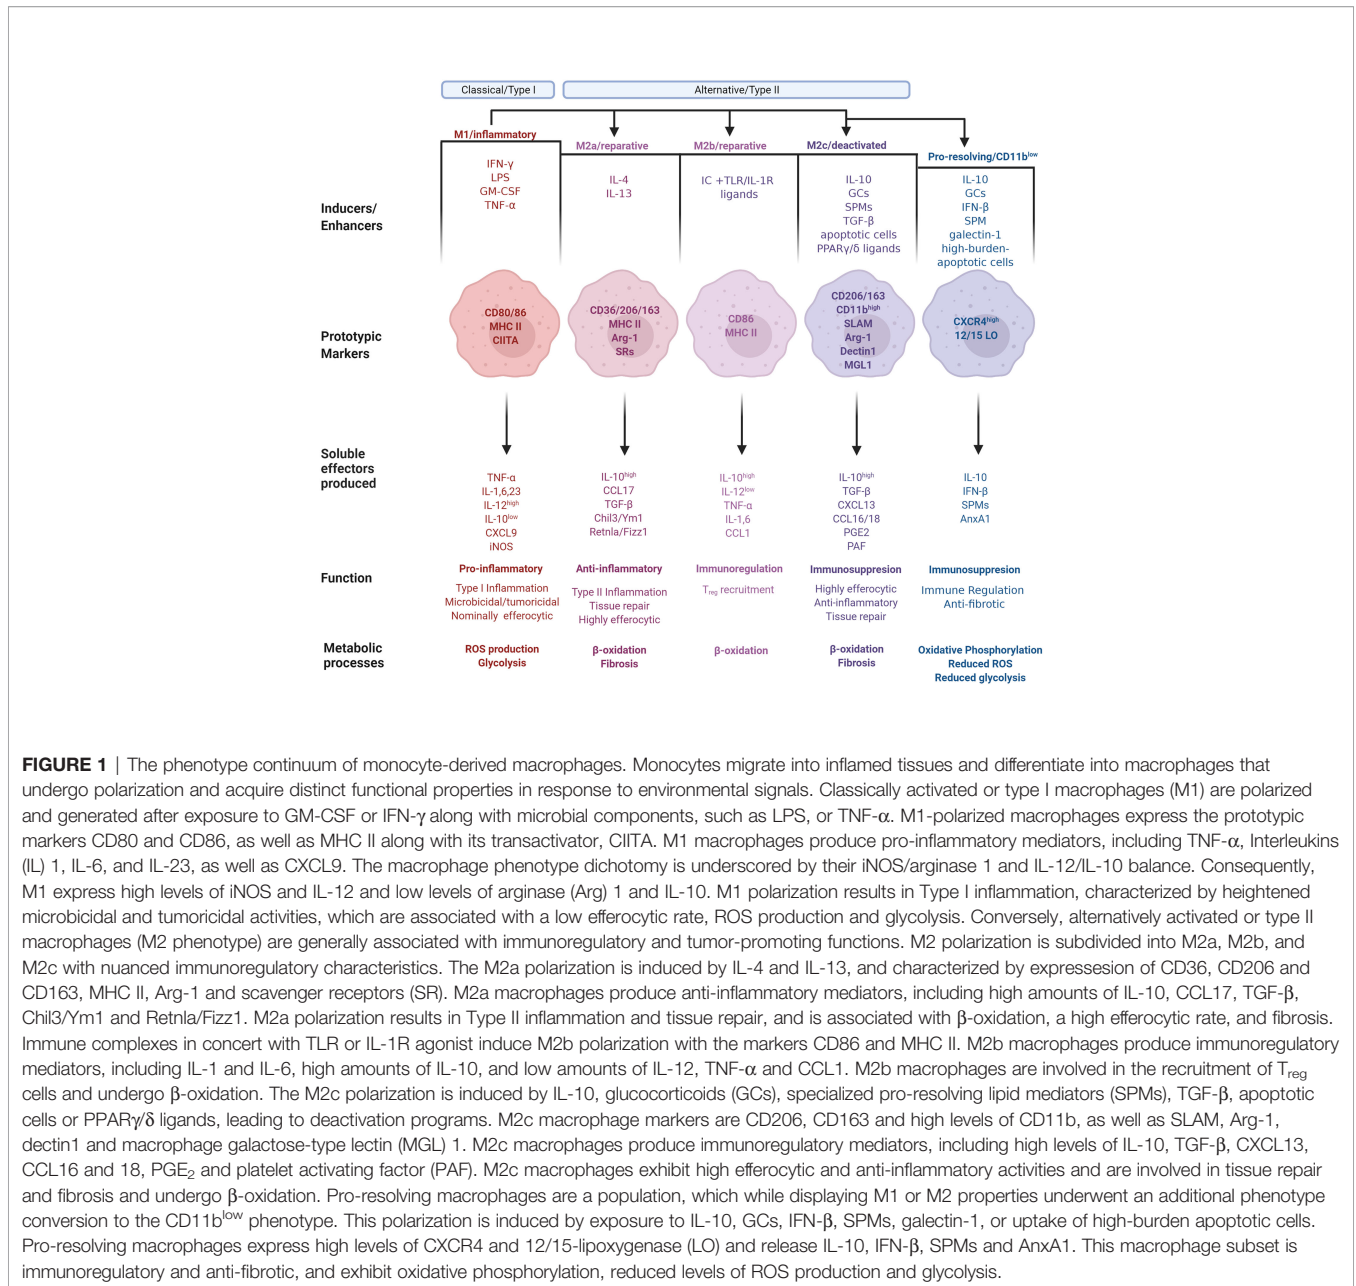 Classical/Type I
Alternative/Type II
M1/inflammatory
M2a/reparative
M2b/reparative
M2c/deactivated
Pro-resolving/CD11b^low
Inducers/
Enhancers
IFN-γ
LPS
GM-CSF
TNF-α
IL-4
IL-13
IC +TLR/IL-1R
ligands
IL-10
GCs
SPMs
TGF-β
apoptotic cells
PPARγ/δ ligands
IL-10
GCs
IFN-β
SPM
galectin-1
high-burden-
apoptotic cells
Prototypic
Markers
CD80/86
MHC II
CIITA
CD36/206/163
MHC II
Arg-1
SRs
CD86
MHC II
CD206/163
CD11b^high
SLAM
Arg-1
Dectin1
MGL1
CXCR4^high
12/15 LO
Soluble
effectors
produced
TNF-α
IL-1,6,23
IL-12^high
IL-10^low
CXCL9
iNOS
IL-10^high
CCL17
TGF-β
Chil3/Ym1
Retnla/Fizz1
IL-10^high
IL-12^low
TNF-α
IL-1,6
CCL1
IL-10^high
TGF-β
CXCL13
CCL16/18
PGE2
PAF
IL-10
IFN-β
SPMs
AnxA1
Function
Pro-inflammatory
Type I Inflammation
Microbicidal/tumoricidal
Nominally efferocytic
Anti-inflammatory
Type II Inflammation
Tissue repair
Highly efferocytic
Immunoregulation
T_reg recruitment
Immunosuppresion
Highly efferocytic
Anti-inflammatory
Tissue repair
Immunosuppresion
Immune Regulation
Anti-fibrotic
Metabolic
processes
ROS production
Glycolysis
β-oxidation
Fibrosis
β-oxidation
β-oxidation
Fibrosis
Oxidative Phosphorylation
Reduced ROS
Reduced glycolysis
FIGURE 1 | The phenotype continuum of monocyte-derived macrophages. Monocytes migrate into inflamed tissues and differentiate into macrophages that
undergo polarization and acquire distinct functional properties in response to environmental signals. Classically activated or type I macrophages (M1) are polarized
and generated after exposure to GM-CSF or IFN-γ along with microbial components, such as LPS, or TNF-α. M1-polarized macrophages express the prototypic
markers CD80 and CD86, as well as MHC II along with its transactivator, CIITA. M1 macrophages produce pro-inflammatory mediators, including TNF-α, Interleukins
(IL) 1, IL-6, and IL-23, as well as CXCL9. The macrophage phenotype dichotomy is underscored by their iNOS/arginase 1 and IL-12/IL-10 balance. Consequently,
M1 express high levels of iNOS and IL-12 and low levels of arginase (Arg) 1 and IL-10. M1 polarization results in Type I inflammation, characterized by heightened
microbicidal and tumoricidal activities, which are associated with a low efferocytic rate, ROS production and glycolysis. Conversely, alternatively activated or type II
macrophages (M2 phenotype) are generally associated with immunoregulatory and tumor-promoting functions. M2 polarization is subdivided into M2a, M2b, and
M2c with nuanced immunoregulatory characteristics. The M2a polarization is induced by IL-4 and IL-13, and characterized by expressesion of CD36, CD206 and
CD163, MHC II, Arg-1 and scavenger receptors (SR). M2a macrophages produce anti-inflammatory mediators, including high amounts of IL-10, CCL17, TGF-β,
Chil3/Ym1 and Retnla/Fizz1. M2a polarization results in Type II inflammation and tissue repair, and is associated with β-oxidation, a high efferocytic rate, and fibrosis.
Immune complexes in concert with TLR or IL-1R agonist induce M2b polarization with the markers CD86 and MHC II. M2b macrophages produce immunoregulatory
mediators, including IL-1 and IL-6, high amounts of IL-10, and low amounts of IL-12, TNF-α and CCL1. M2b macrophages are involved in the recruitment of T_reg
cells and undergo β-oxidation. The M2c polarization is induced by IL-10, glucocorticoids (GCs), specialized pro-resolving lipid mediators (SPMs), TGF-β, apoptotic
cells or PPARγ/δ ligands, leading to deactivation programs. M2c macrophage markers are CD206, CD163 and high levels of CD11b, as well as SLAM, Arg-1,
dectin1 and macrophage galactose-type lectin (MGL) 1. M2c macrophages produce immunoregulatory mediators, including high levels of IL-10, TGF-β, CXCL13,
CCL16 and 18, PGE₂ and platelet activating factor (PAF). M2c macrophages exhibit high efferocytic and anti-inflammatory activities and are involved in tissue repair
and fibrosis and undergo β-oxidation. Pro-resolving macrophages are a population, which while displaying M1 or M2 properties underwent an additional phenotype
conversion to the CD11b^low phenotype. This polarization is induced by exposure to IL-10, GCs, IFN-β, SPMs, galectin-1, or uptake of high-burden apoptotic cells.
Pro-resolving macrophages express high levels of CXCR4 and 12/15-lipoxygenase (LO) and release IL-10, IFN-β, SPMs and AnxA1. This macrophage subset is
immunoregulatory and anti-fibrotic, and exhibit oxidative phosphorylation, reduced levels of ROS production and glycolysis.